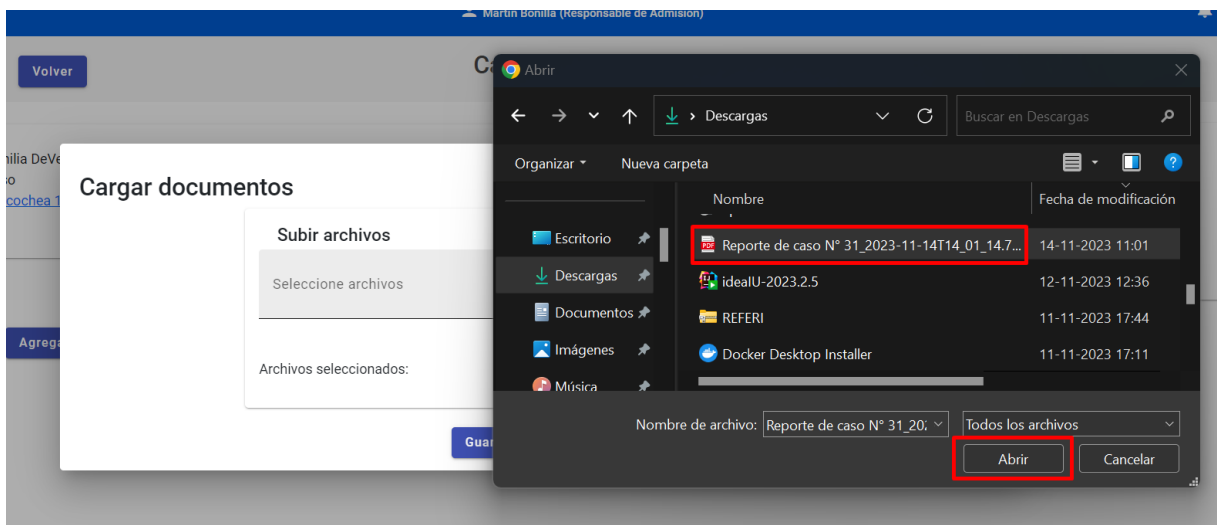 Martin Bonilla (Responsable de Admisión)
Volver
Abrir
Descargas
Buscar en Descargas
Organizar
Nueva carpeta
Nombre
Fecha de modificación
Cargar documentos
Subir archivos
Seleccione archivos
Archivos seleccionados:
Escritorio
Descargas
Documentos
Imágenes
Música
Reporte de caso N° 31_2023-11-14T14_01_14.7...
14-11-2023 11:01
ideaIU-2023.2.5
12-11-2023 12:36
REFERI
11-11-2023 17:44
Docker Desktop Installer
11-11-2023 17:11
Nombre de archivo:
Reporte de caso N° 31_202
Todos los archivos
Abrir
Cancelar